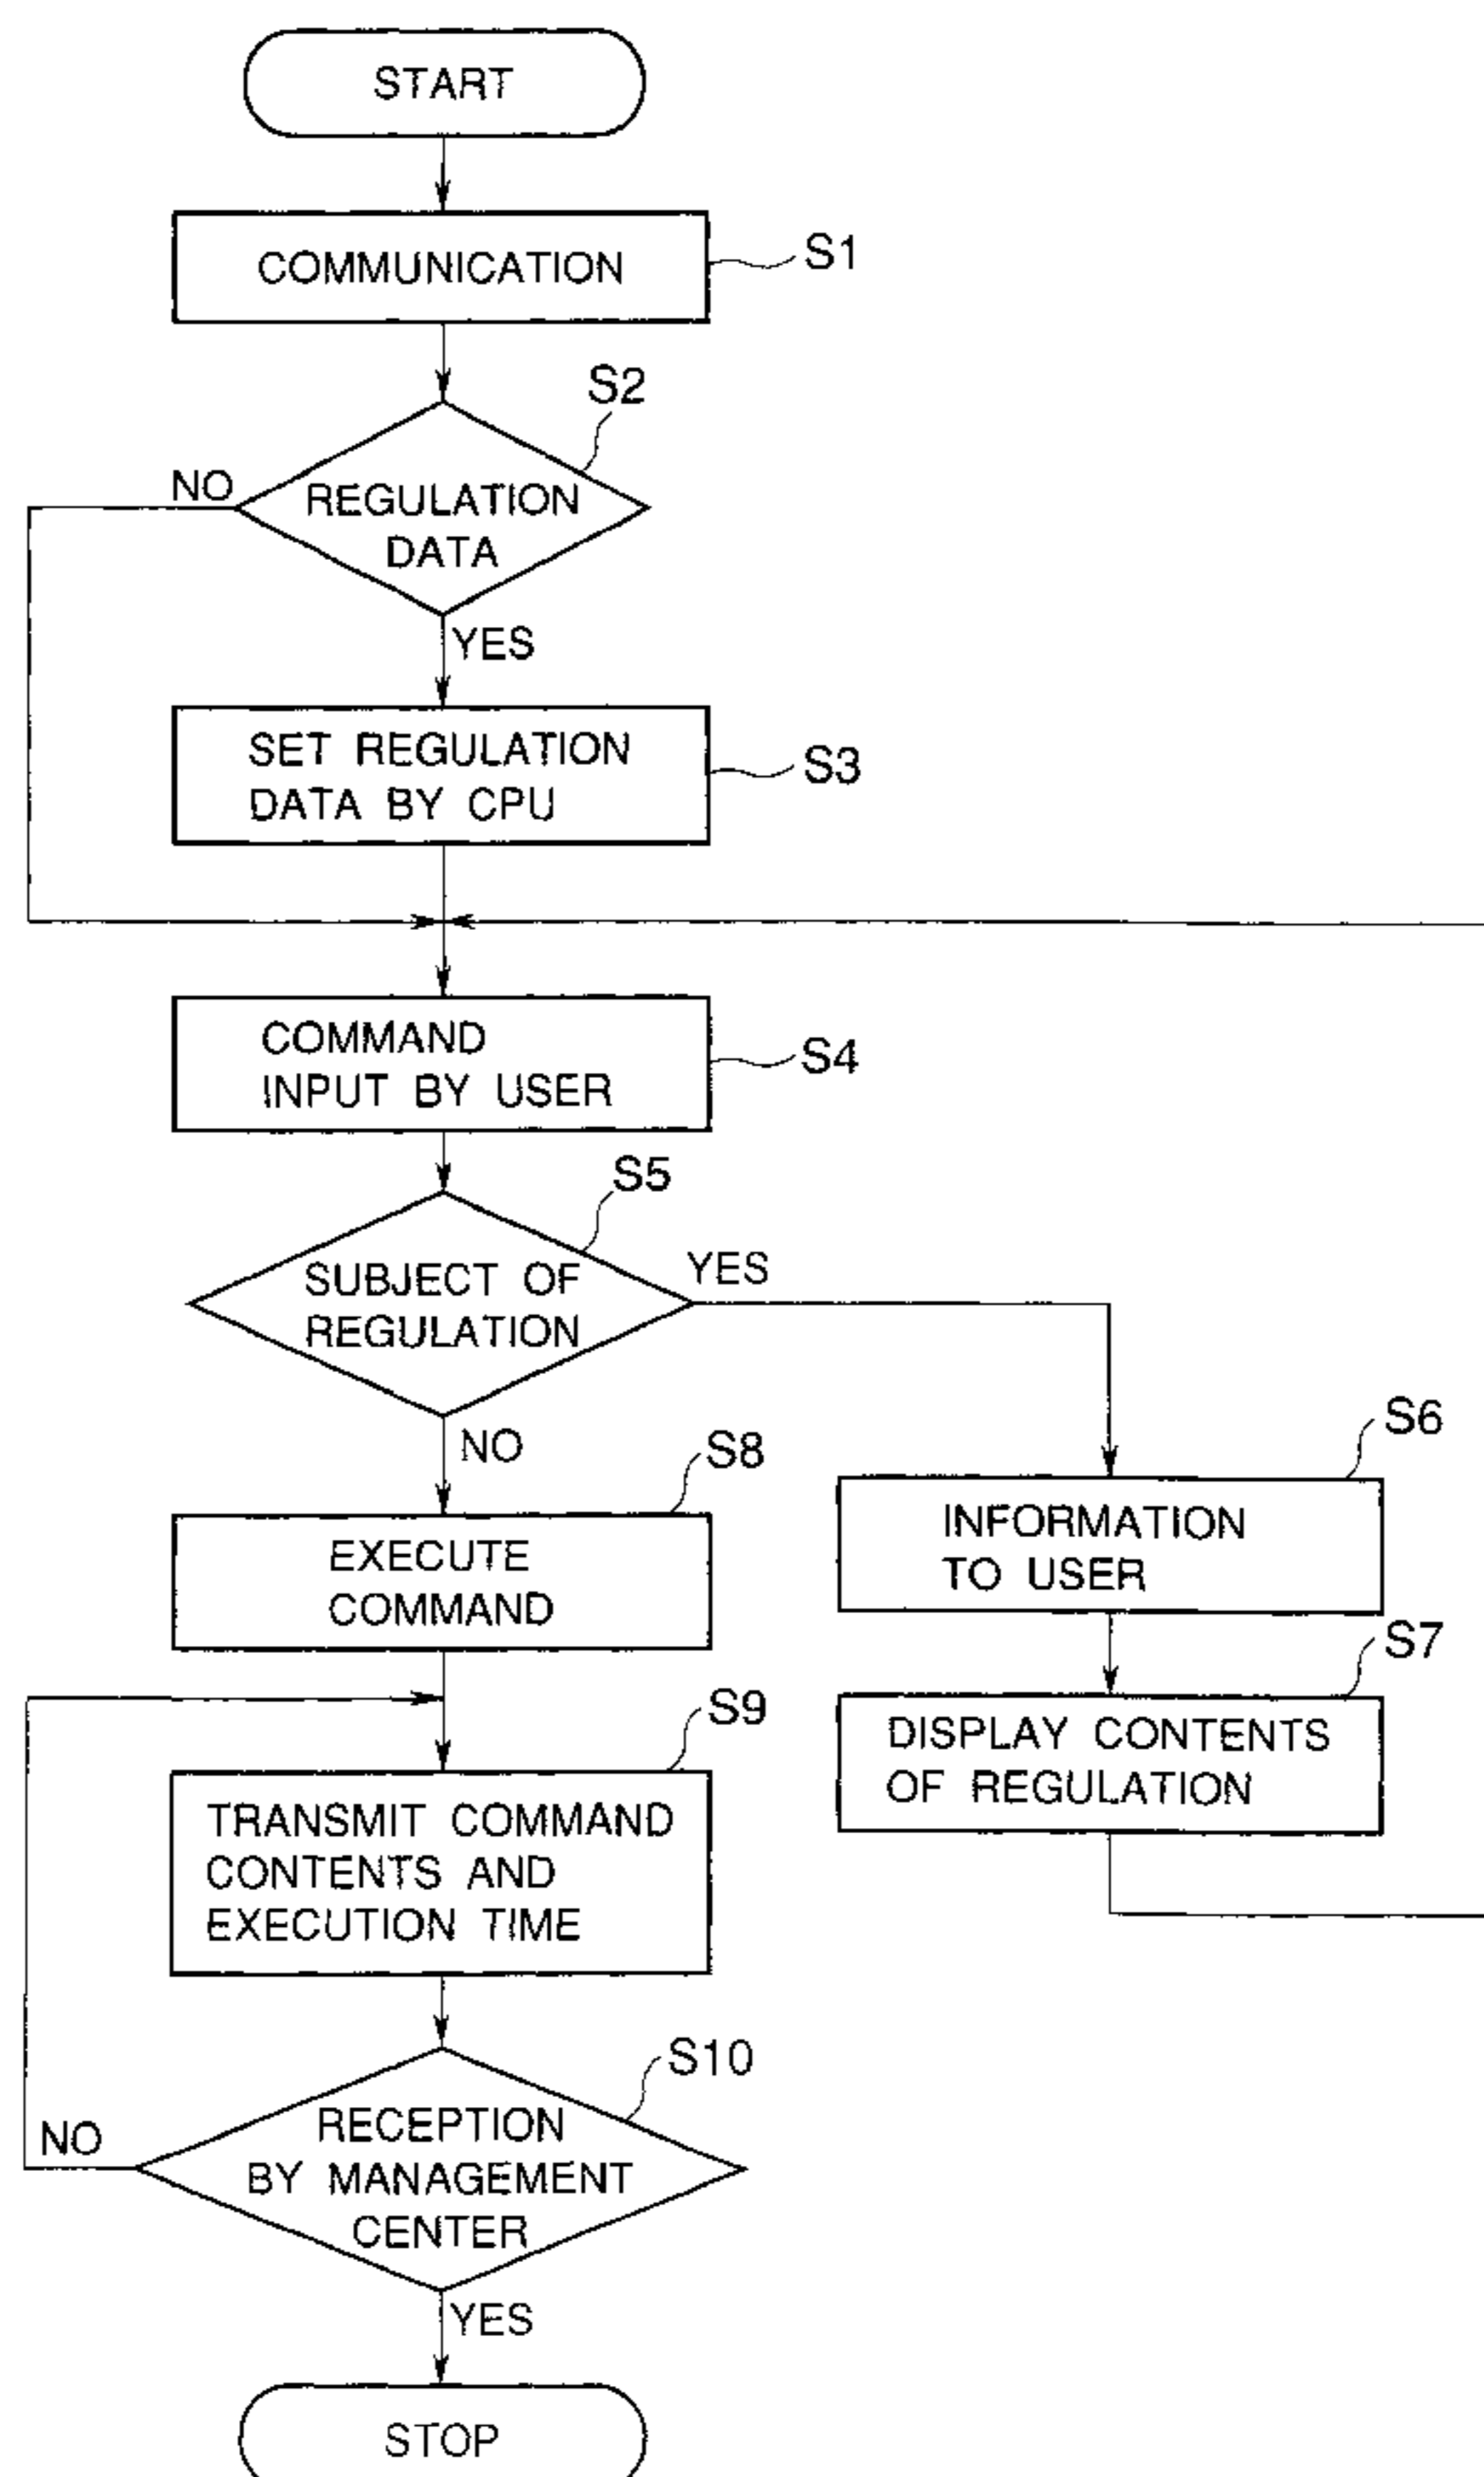 START
COMMUNICATION
S1
S2
NO
REGULATION
DATA
YES
SET REGULATION
DATA BY CPU
S3
COMMAND
INPUT BY USER
S4
S5
SUBJECT OF
REGULATION
YES
NO
S6
INFORMATION
TO USER
S8
EXECUTE
COMMAND
S7
DISPLAY CONTENTS
OF REGULATION
S9
TRANSMIT COMMAND
CONTENTS AND
EXECUTION TIME
S10
RECEPTION
BY MANAGEMENT
CENTER
NO
YES
STOP